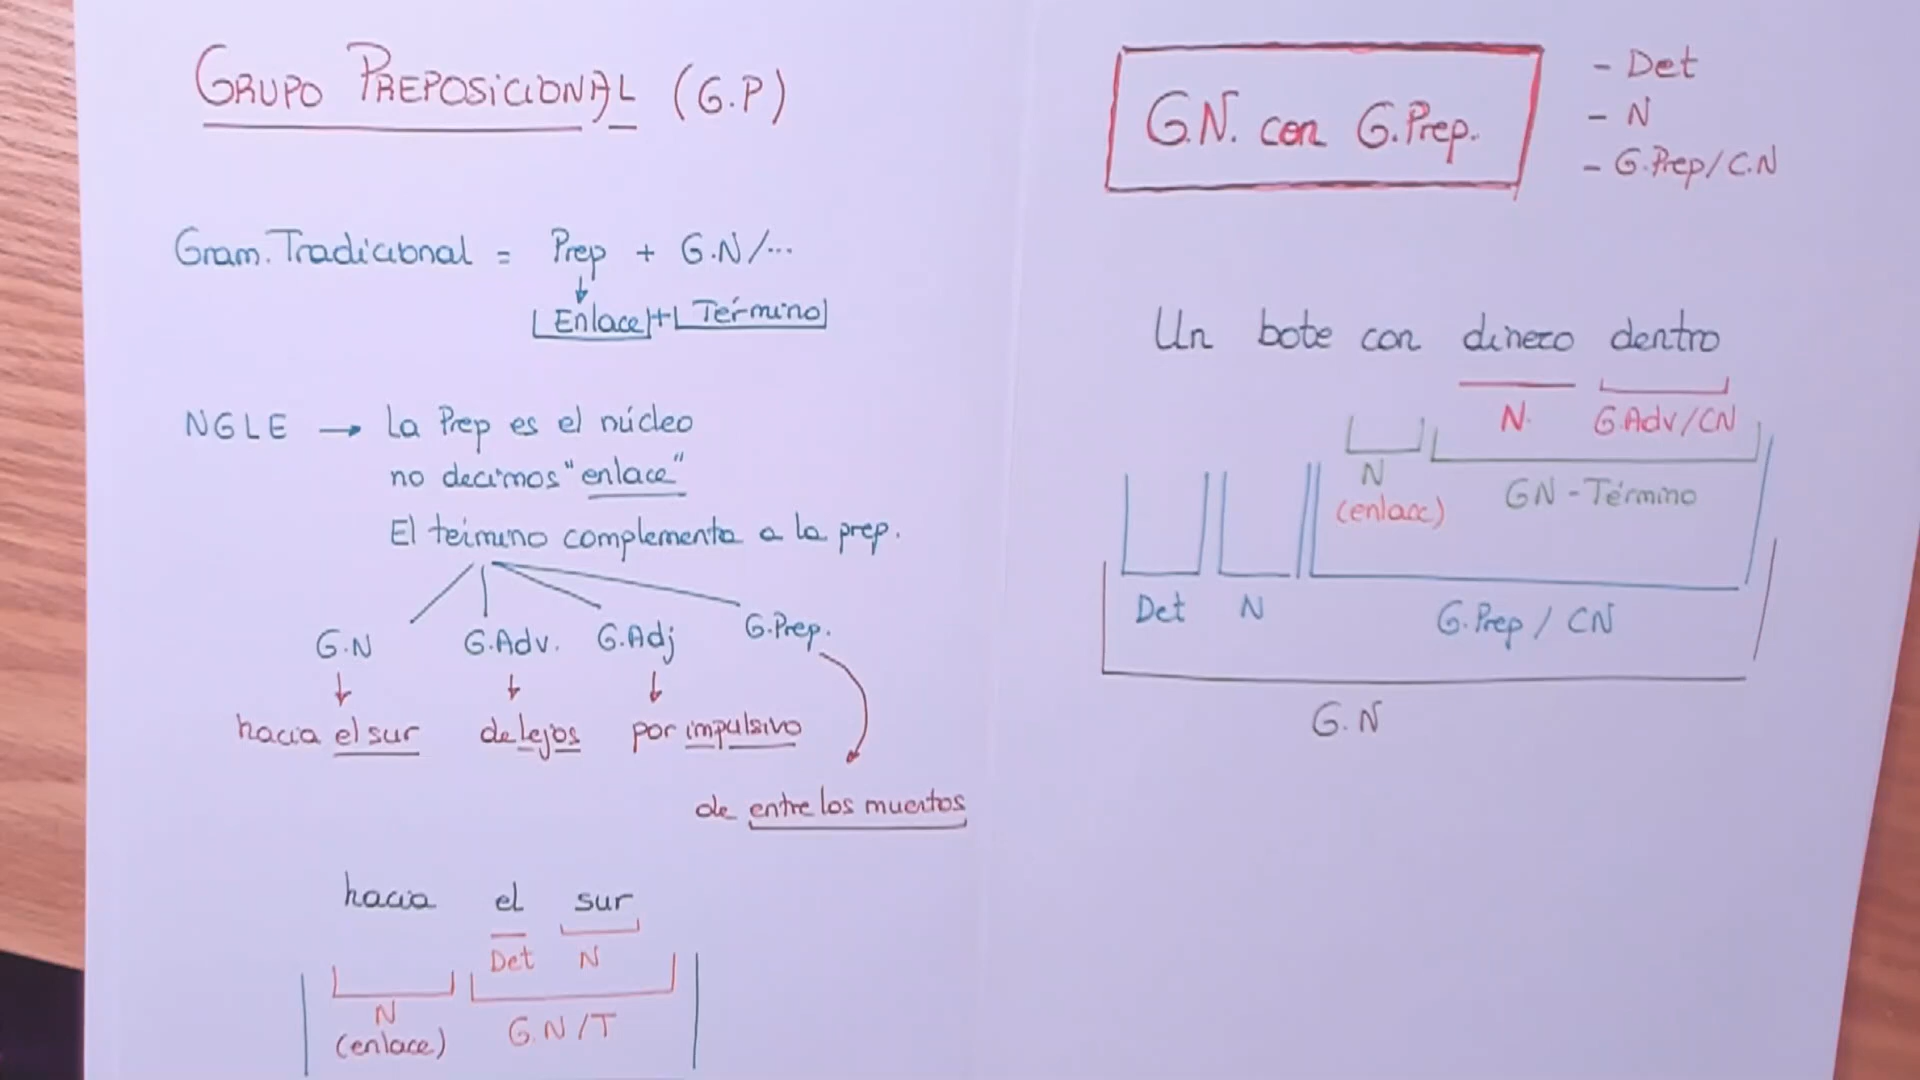 GRUPO PREPOSICIONAL (G.P)
Gram. Tradicional = Prep + G.N/...
Enlace + Término
NGLE → La Prep es el núcleo
no decimos "enlace"
El término complementa a la prep.
G.N G.Adv. G.Adj G.Prep.
hacia el sur de lejos por impulsivo
de entre los muertos
hacia el sur
Det N
N G.N/T
(enlace)
G.N. con G.Prep.
- Det
- N
- G.Prep/C.N
Un bote con dinero dentro
N. G.Adv/CN
N GN - Término
(enlace)
Det N G.Prep / CN
G.N